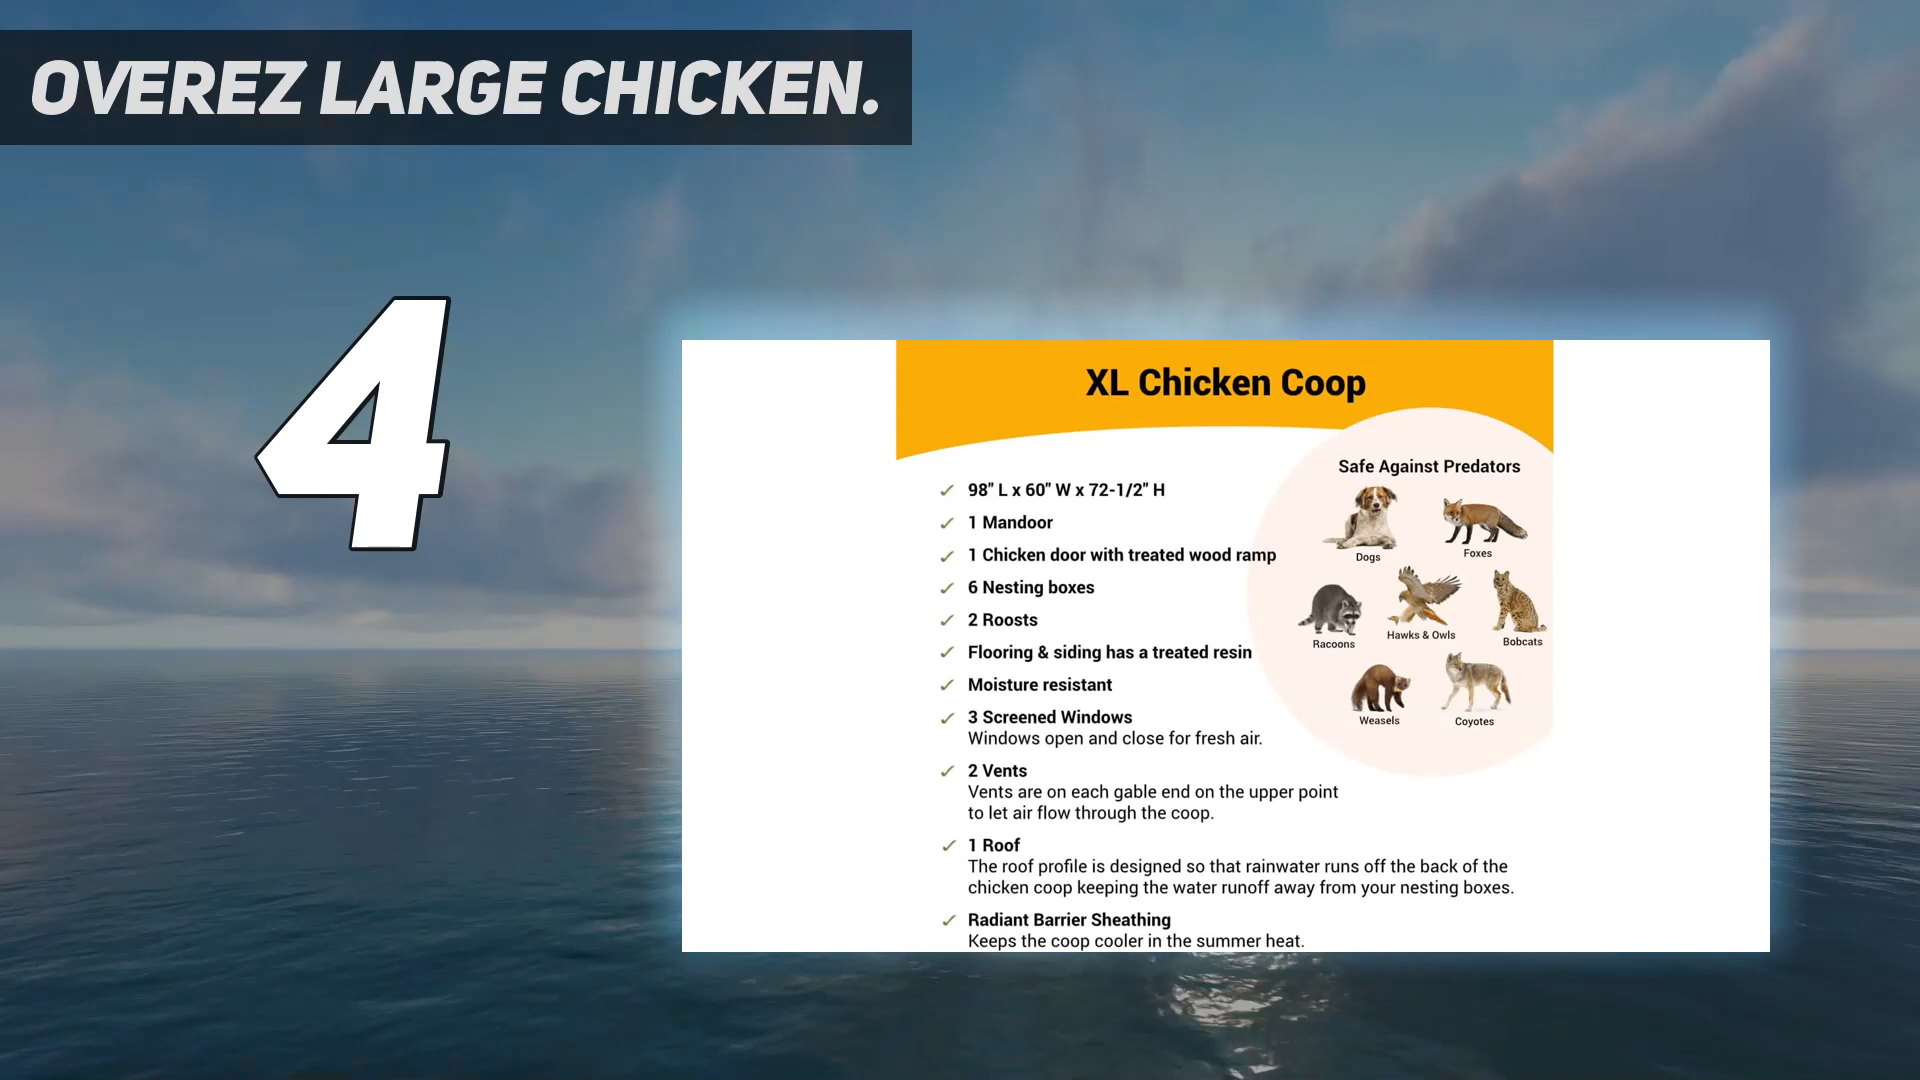 OVEREZ LARGE CHICKEN.
4
XL Chicken Coop
98" L x 60" W x 72-1/2" H
1 Mandoor
1 Chicken door with treated wood ramp
6 Nesting boxes
2 Roosts
Flooring & siding has a treated resin
Moisture resistant
3 Screened Windows
Windows open and close for fresh air.
2 Vents
Vents are on each gable end on the upper point
to let air flow through the coop.
1 Roof
The roof profile is designed so that rainwater runs off the back of the
chicken coop keeping the water runoff away from your nesting boxes.
Radiant Barrier Sheathing
Keeps the coop cooler in the summer heat.
Safe Against Predators
Dogs
Foxes
Racoons
Hawks & Owls
Bobcats
Weasels
Coyotes